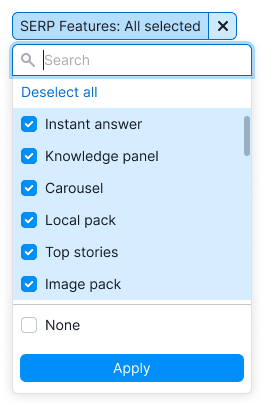 SERP Features: All selected
Search
Deselect all
Instant answer
Knowledge panel
Carousel
Local pack
Top stories
Image pack
None
Apply